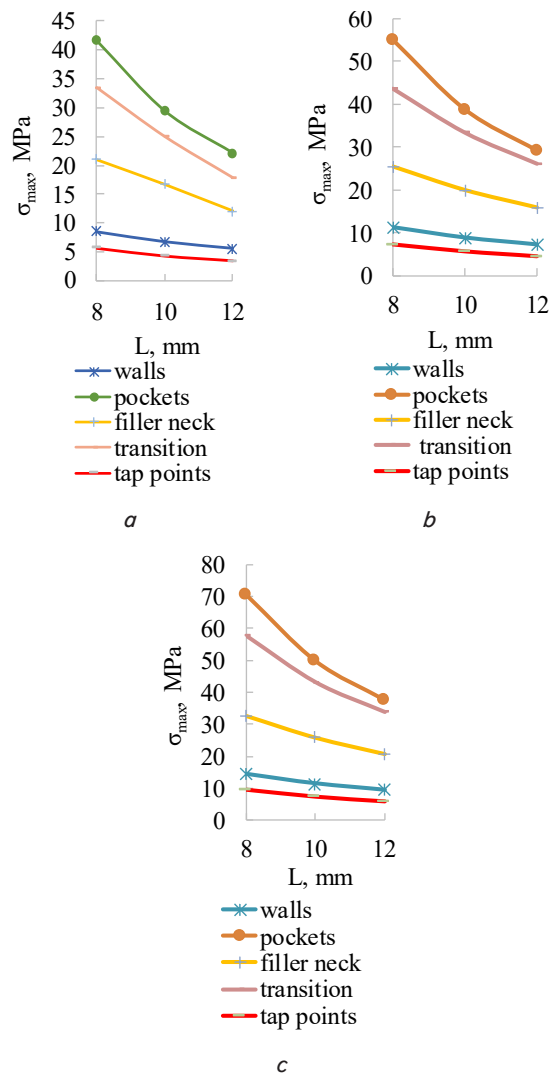 45
40
35
30
25
20
15
10
5
0
σmax, MPa
8 10 12
L, mm
walls
pockets
filler neck
transition
tap points
a
60
50
40
30
20
10
0
σmax, MPa
8 10 12
L, mm
walls
pockets
filler neck
transition
tap points
b
80
70
60
50
40
30
20
10
0
σmax, MPa
8 10 12
L, mm
walls
pockets
filler neck
transition
tap points
c